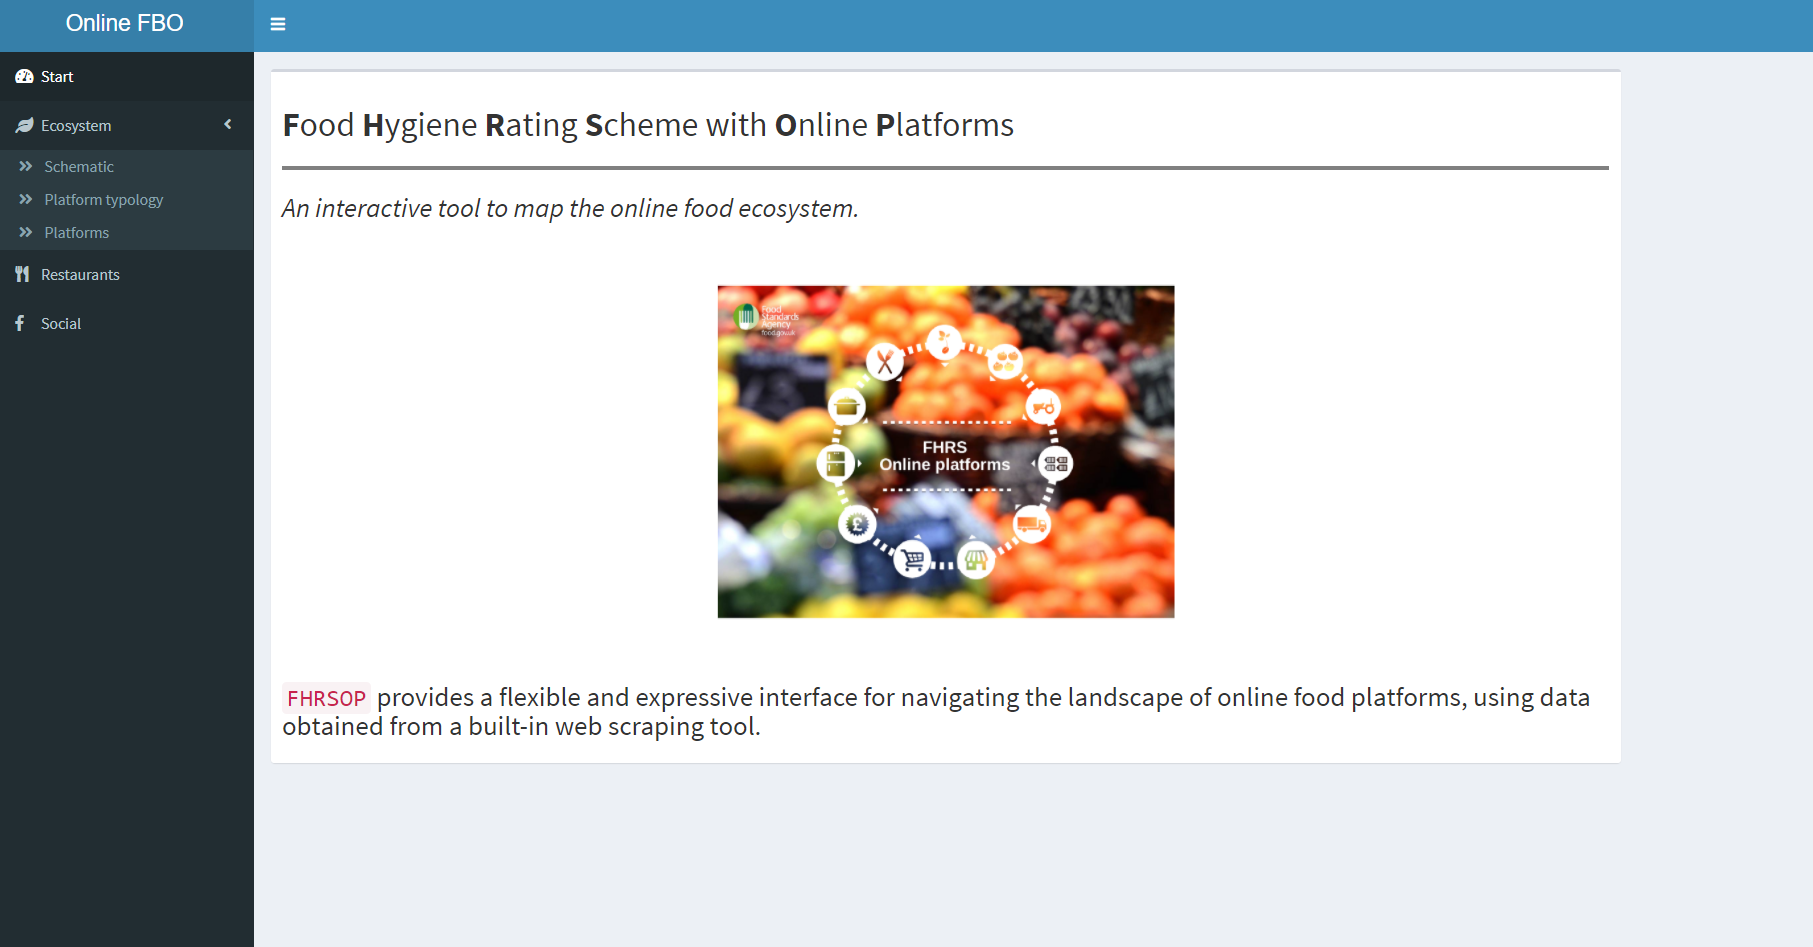 Online FBO
Start
Ecosystem
Schematic
Platform typology
Platforms
Restaurants
Social
Food Hygiene Rating Scheme with Online Platforms
An interactive tool to map the online food ecosystem.
Food
Standards
Agency
food.gov.uk
FHRS
Online platforms
£
FHRSOP provides a flexible and expressive interface for navigating the landscape of online food platforms, using data
obtained from a built-in web scraping tool.